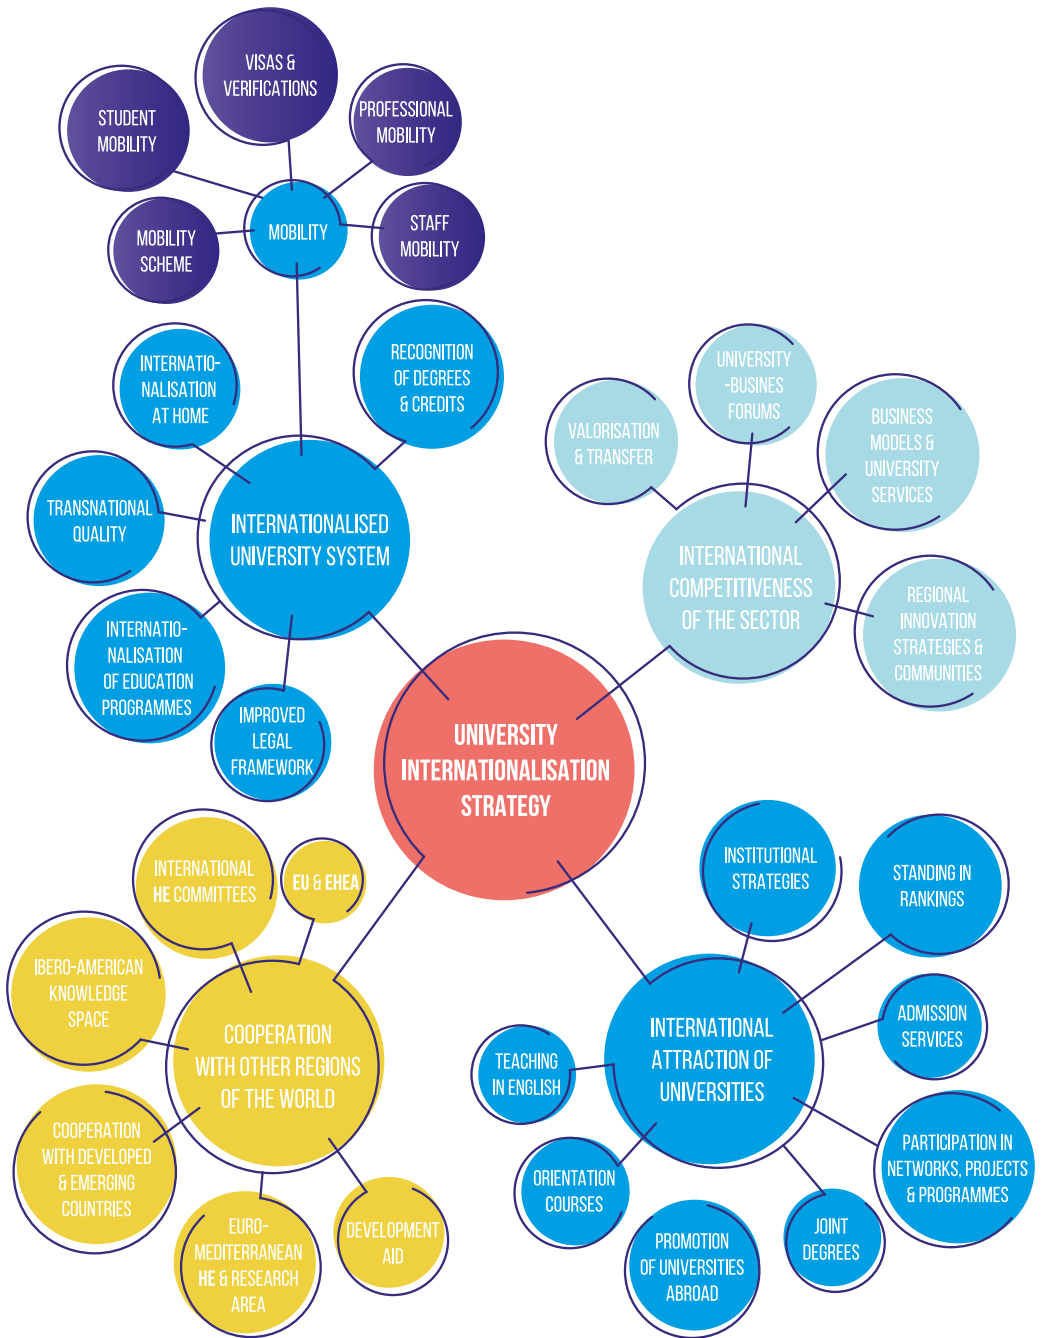 VISAS &
VERIFICATIONS
STUDENT
MOBILITY
PROFESSIONAL
MOBILITY
MOBILITY
SCHEME
MOBILITY
STAFF
MOBILITY
INTERNATIO-
NALISATION
AT HOME
RECOGNITION
OF DEGREES
& CREDITS
TRANSNATIONAL
QUALITY
INTERNATIONALISED
UNIVERSITY SYSTEM
INTERNATIO-
NALISATION
OF EDUCATION
PROGRAMMES
IMPROVED
LEGAL
FRAMEWORK
UNIVERSITY
-BUSINES
FORUMS
VALORISATION
& TRANSFER
BUSINESS
MODELS &
UNIVERSITY
SERVICES
INTERNATIONAL
COMPETITIVENESS
OF THE SECTOR
REGIONAL
INNOVATION
STRATEGIES &
COMMUNITIES
UNIVERSITY
INTERNATIONALISATION
STRATEGY
INTERNATIONAL
HE COMMITTEES
EU & EHEA
IBERO-AMERICAN
KNOWLEDGE
SPACE
COOPERATION
WITH OTHER REGIONS
OF THE WORLD
COOPERATION
WITH DEVELOPED
& EMERGING
COUNTRIES
EURO-
MEDITERRANEAN
HE & RESEARCH
AREA
DEVELOPMENT
AID
INSTITUTIONAL
STRATEGIES
STANDING IN
RANKINGS
INTERNATIONAL
ATTRACTION OF
UNIVERSITIES
ADMISSION
SERVICES
TEACHING
IN ENGLISH
PARTICIPATION IN
NETWORKS, PROJECTS
& PROGRAMMES
ORIENTATION
COURSES
PROMOTION
OF UNIVERSITIES
ABROAD
JOINT
DEGREES